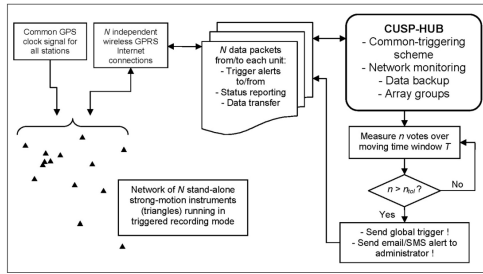 Common GPS
clock signal for
all stations
N independent
wireless GPRS
Internet
connections
N data packets
from/to each unit:
- Trigger alerts
to/from
- Status reporting
- Data transfer
CUSP-HUB
- Common-triggering
scheme
- Network monitoring
- Data backup
- Array groups
Measure n votes over
moving time window T
n > ntol ?
No
Yes
- Send global trigger !
- Send email/SMS alert to
administrator !
Network of N stand-alone
strong-motion instruments
(triangles) running in
triggered recording mode